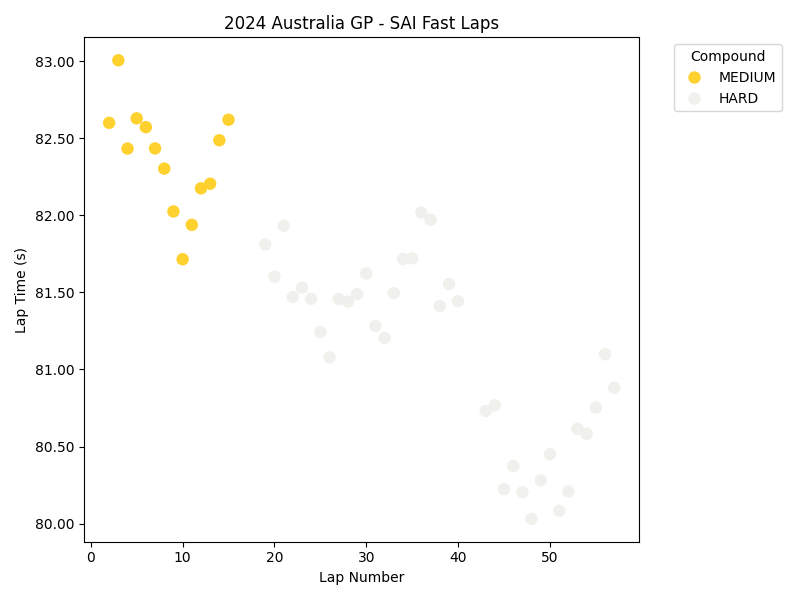 2024 Australia GP - SAI Fast Laps
Compound
MEDIUM
HARD
83.00
82.50
82.00
81.50
81.00
80.50
80.00
Lap Time (s)
0 10 20 30 40 50
Lap Number